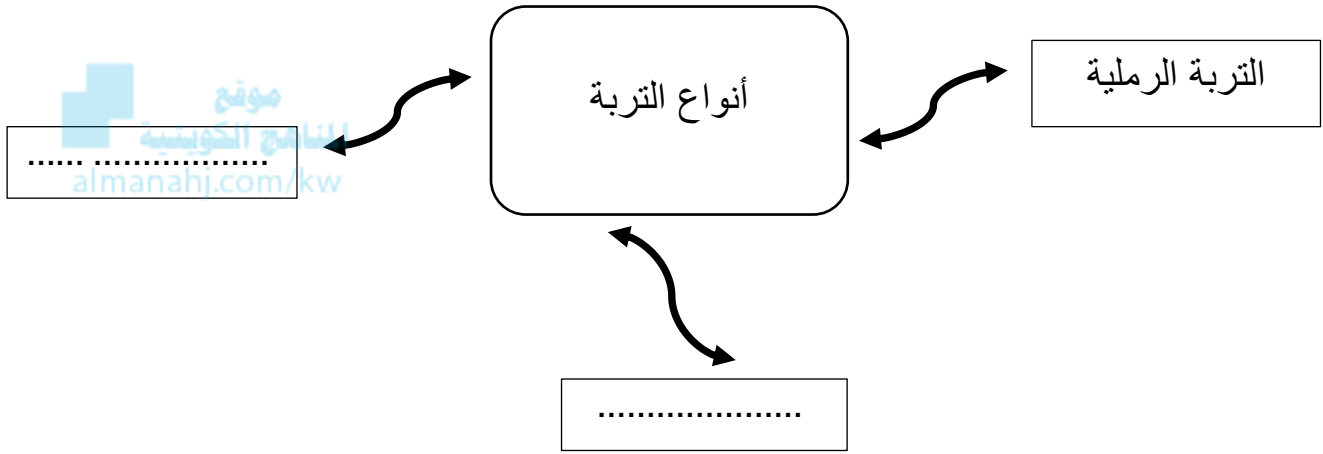 التربة الرملية
أنواع التربة
موقع
المناهج الكويتية
...... ..................
almanahj.com/kw
.....................